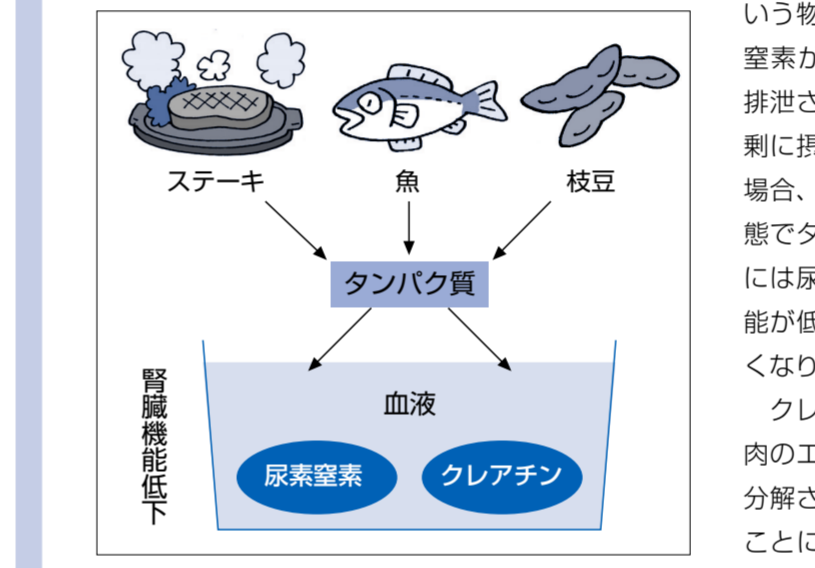 ステーキ
魚
枝豆
タンパク質
血液
腎臓機能低下
尿素窒素
クレアチン
いう物
窒素か
排泄さ
剰に摂
場合、
態でタ
には尿
能が低
くなり
クレ
肉のエ
分解さ
ことに